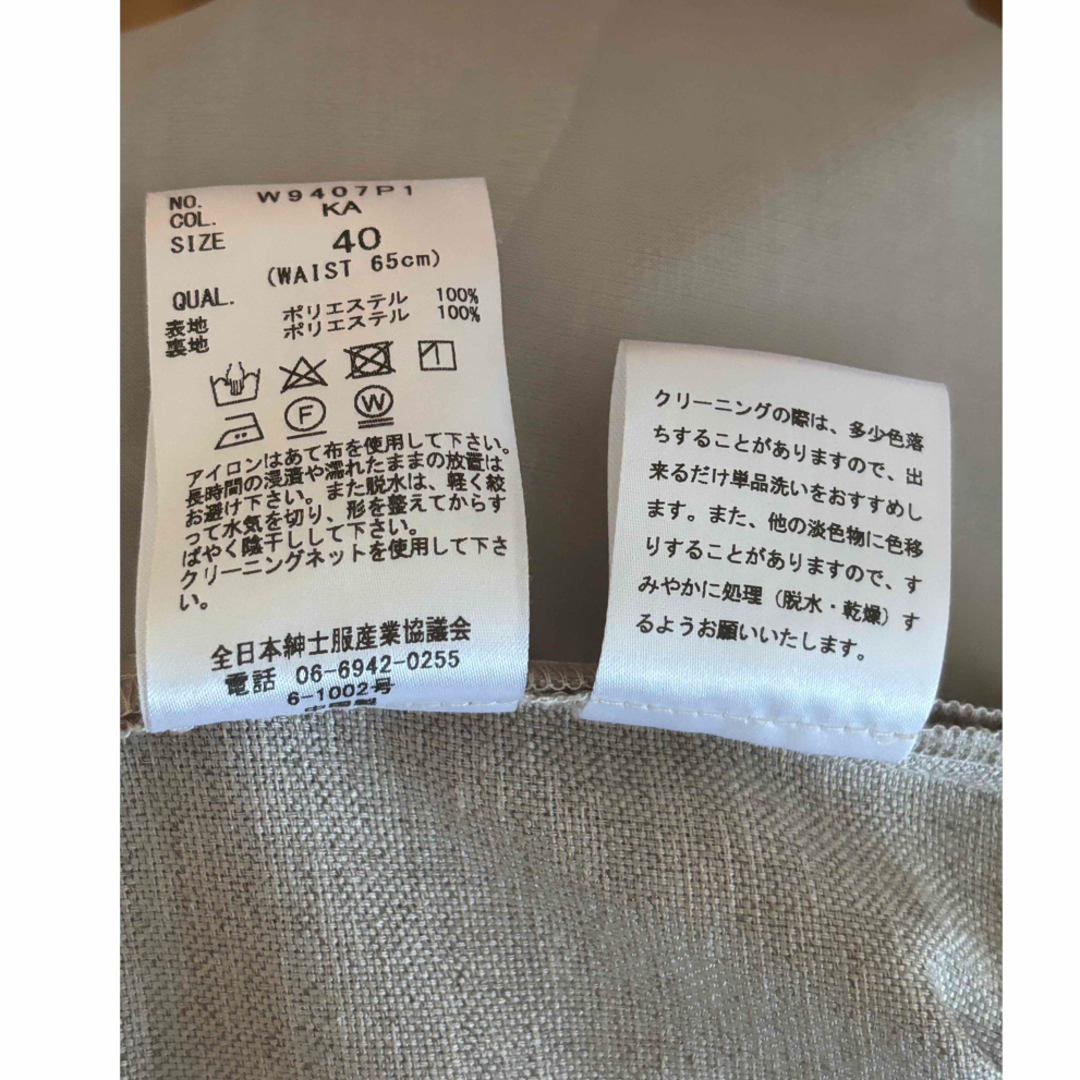 NO. W9407P1
COL. KA
SIZE 40
(WAIST 65cm)
QUAL.
表地 ポリエステル 100%
裏地 ポリエステル 100%
F W
アイロンはあて布を使用して下さい。
長時間の浸漬や濡れたままの放置は
お避け下さい。また脱水は、軽く絞
って水気を切り、形を整えてからす
ばやく陰干しして下さい。
クリーニングネットを使用して下さ
い。
全日本紳士服産業協議会
電話 06-6942-0255
6-1002号
中国製
クリーニングの際は、多少色落
ちすることがありますので、出
来るだけ単品洗いをおすすめし
ます。また、他の淡色物に色移
りすることがありますので、す
みやかに処理（脱水・乾燥）す
るようお願いいたします。